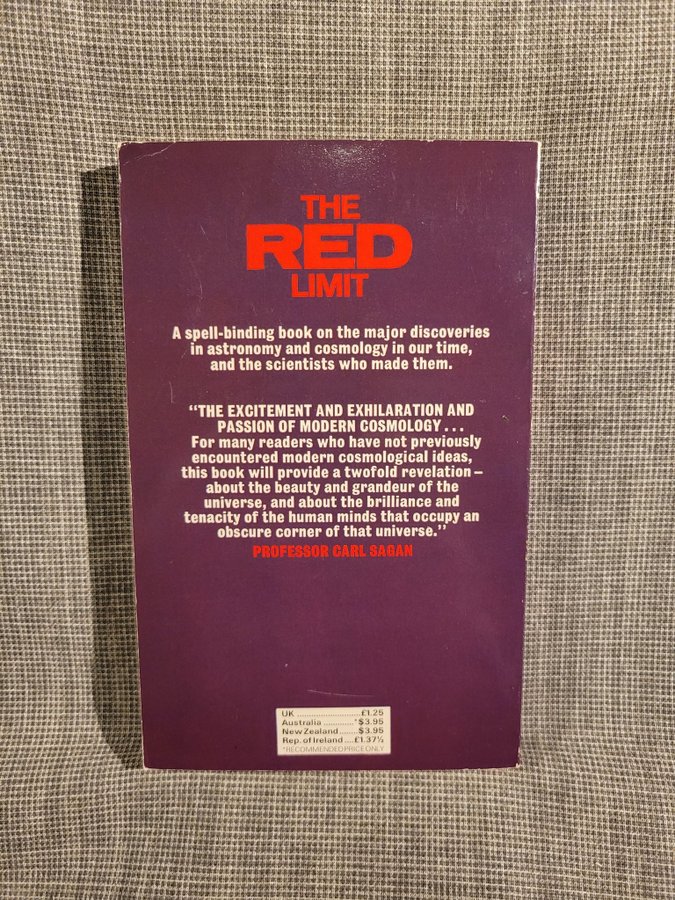 THE
RED
LIMIT
A spell-binding book on the major discoveries
in astronomy and cosmology in our time,
and the scientists who made them.
"THE EXCITEMENT AND EXHILARATION AND
PASSION OF MODERN COSMOLOGY...
For many readers who have not previously
encountered modern cosmological ideas,
this book will provide a twofold revelation –
about the beauty and grandeur of the
universe, and about the brilliance and
tenacity of the human minds that occupy an
obscure corner of that universe."
PROFESSOR CARL SAGAN
UK ........................£1.25
Australia ............*$3.95
New Zealand .......$3.95
Rep. of Ireland ....£1.37½
*RECOMMENDED PRICE ONLY